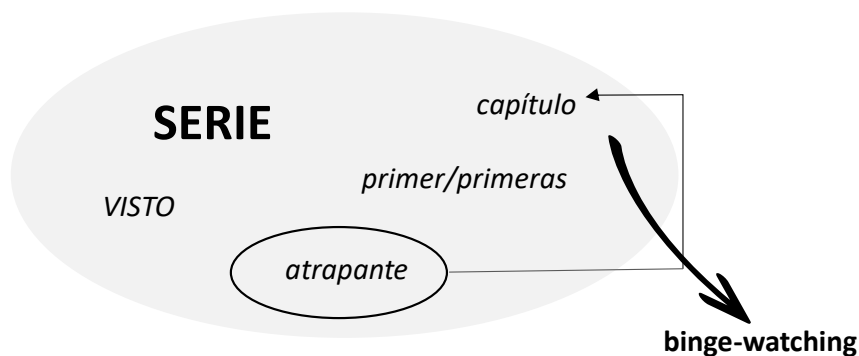 SERIE
capítulo
primer/primeras
VISTO
atrapante
binge-watching